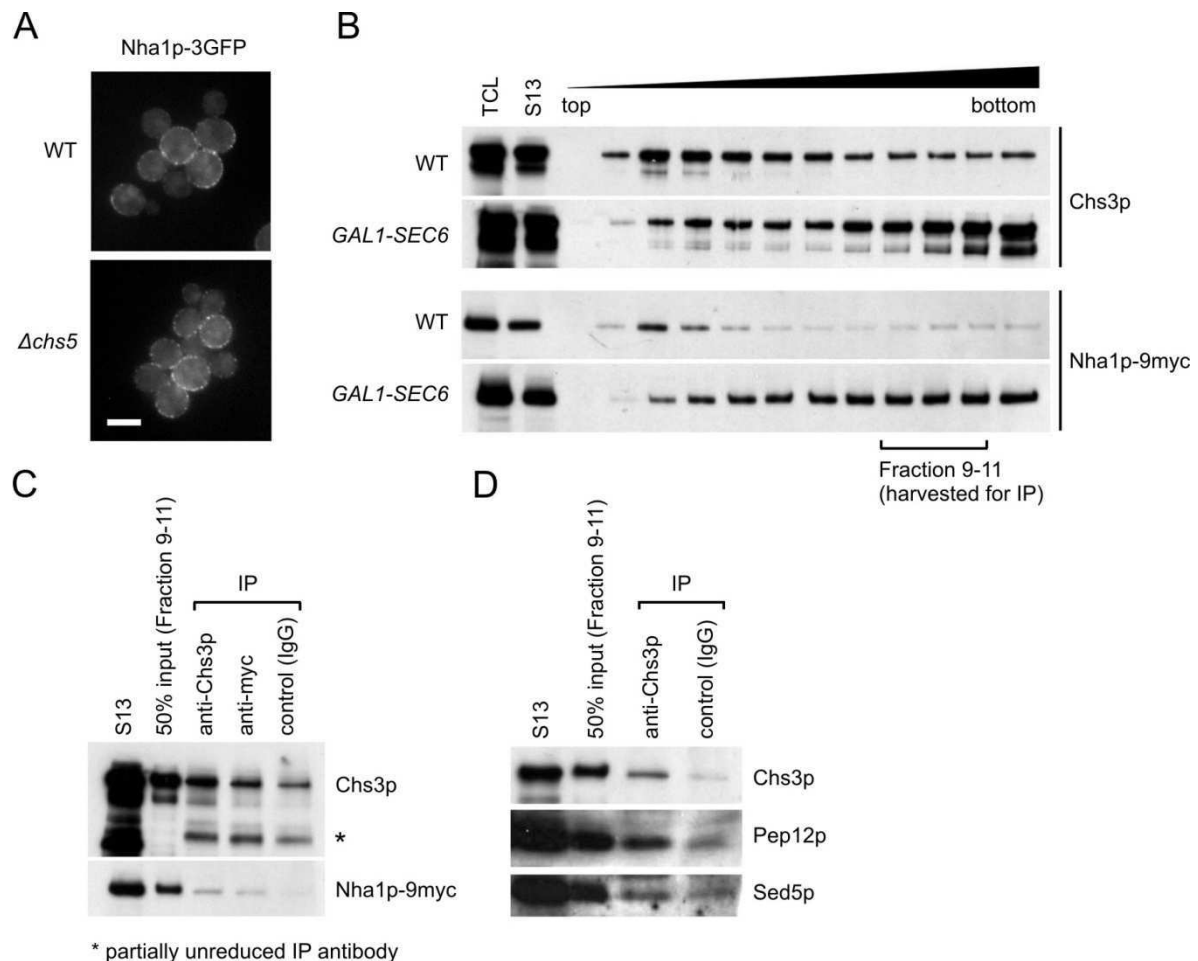 A
Nha1p-3GFP
WT
Δchs5
B
TCL
S13
top
bottom
WT
GAL1-SEC6
Chs3p
WT
GAL1-SEC6
Nha1p-9myc
Fraction 9-11
(harvested for IP)
C
S13
50% input (Fraction 9-11)
IP
anti-Chs3p
anti-myc
control (IgG)
Chs3p
*
Nha1p-9myc
* partially unreduced IP antibody
D
S13
50% input (Fraction 9-11)
IP
anti-Chs3p
control (IgG)
Chs3p
Pep12p
Sed5p